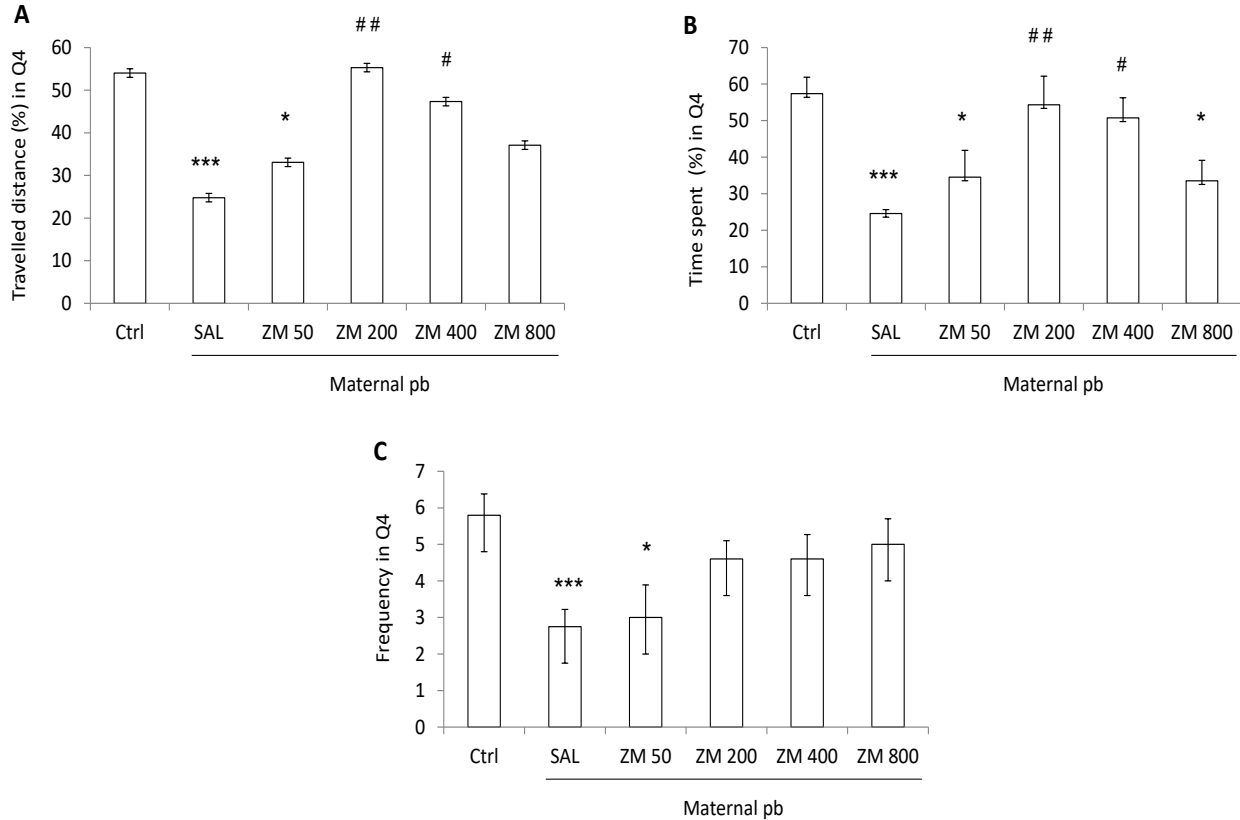 A
Travelled distance (%) in Q4
60
50
40
30
20
10
0
***
*
# #
#
Ctrl SAL ZM 50 ZM 200 ZM 400 ZM 800
Maternal pb
B
Time spent (%) in Q4
70
60
50
40
30
20
10
0
***
*
# #
#
*
Ctrl SAL ZM 50 ZM 200 ZM 400 ZM 800
Maternal pb
C
Frequency in Q4
7
6
5
4
3
2
1
0
***
*
Ctrl SAL ZM 50 ZM 200 ZM 400 ZM 800
Maternal pb